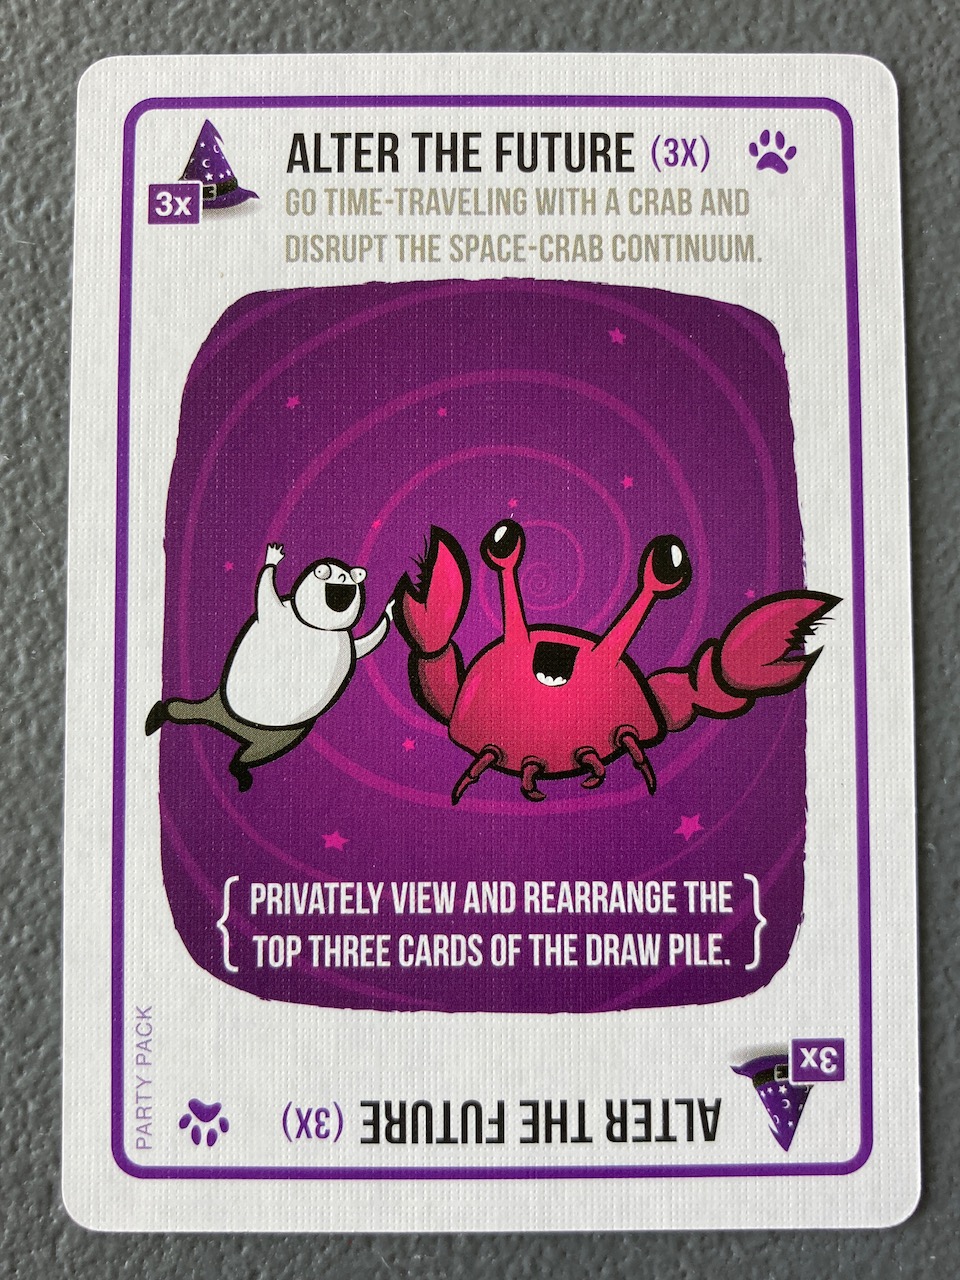 3x
ALTER THE FUTURE (3X)
GO TIME-TRAVELING WITH A CRAB AND
DISRUPT THE SPACE-CRAB CONTINUUM.
{ PRIVATELY VIEW AND REARRANGE THE
TOP THREE CARDS OF THE DRAW PILE. }
PARTY PACK
3x
ALTER THE FUTURE (3X)